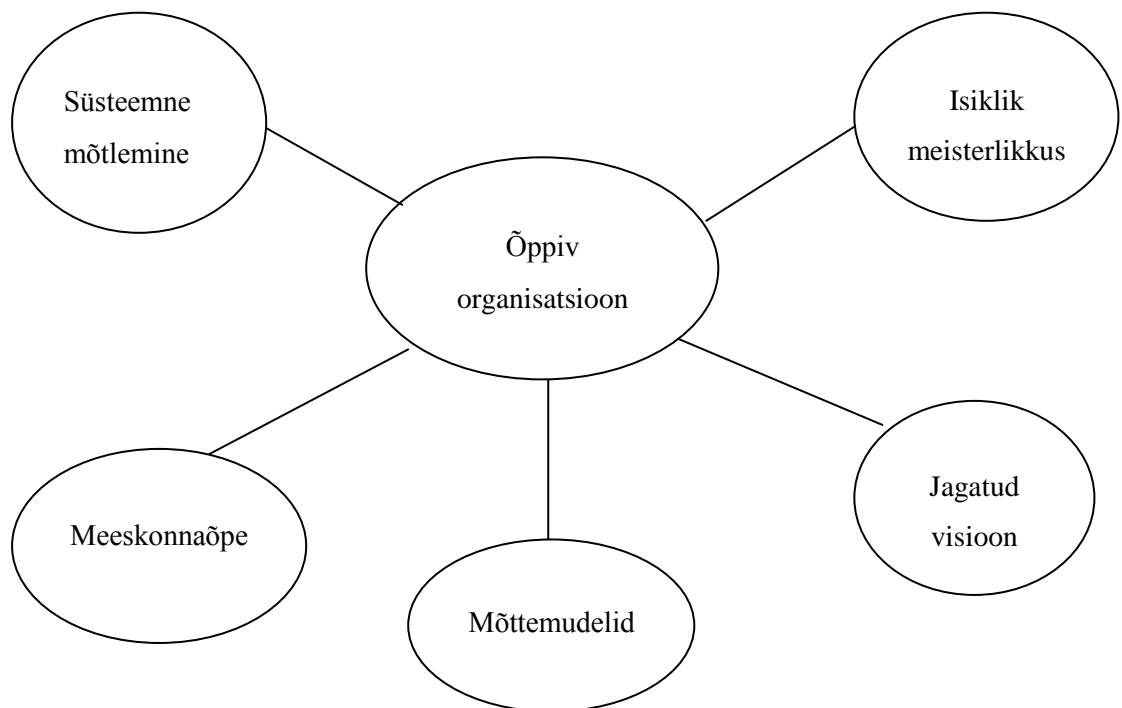 Süsteemne
mõtlemine
Isiklik
meisterlikkus
Õppiv
organisatsioon
Meeskonnaõpe
Mõttemudelid
Jagatud
visioon